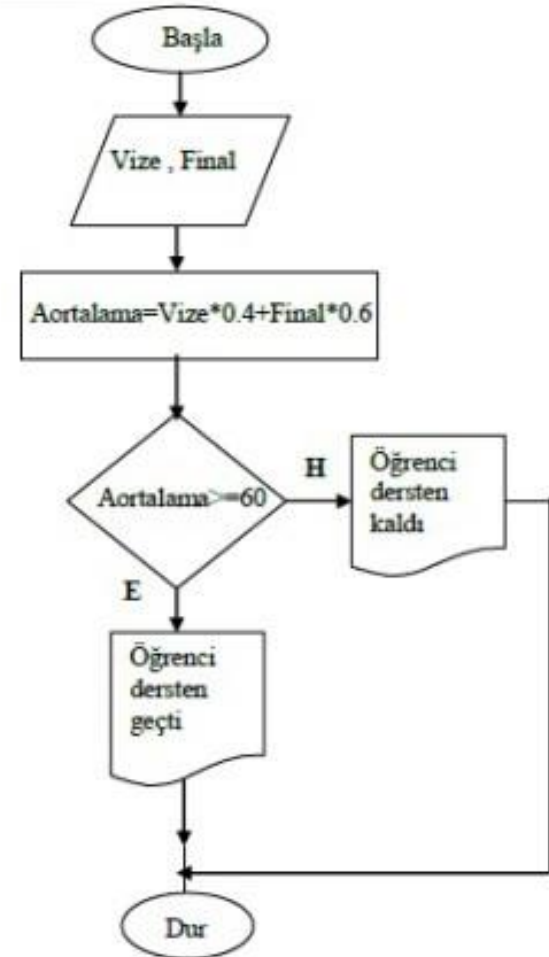 Başla
Vize , Final
Aortalama=Vize*0.4+Final*0.6
Aortalama>=60
H
Öğrenci
dersten
kaldı
E
Öğrenci
dersten
geçti
Dur